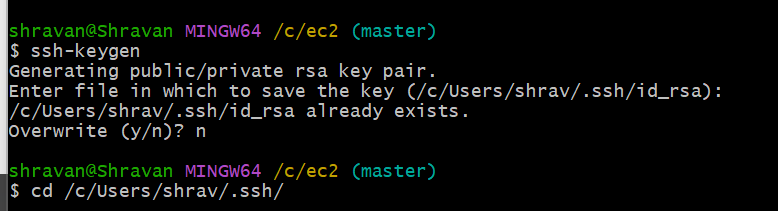 shravan@Shravan MINGW64 /c/ec2 (master)
$ ssh-keygen
Generating public/private rsa key pair.
Enter file in which to save the key (/c/Users/shrav/.ssh/id_rsa):
/c/Users/shrav/.ssh/id_rsa already exists.
Overwrite (y/n)? n
shravan@Shravan MINGW64 /c/ec2 (master)
$ cd /c/Users/shrav/.ssh/